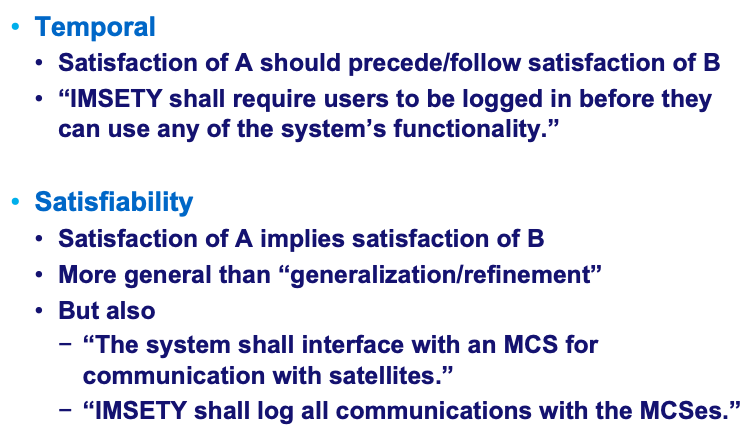 • Temporal
• Satisfaction of A should precede/follow satisfaction of B
• “IMSETY shall require users to be logged in before they
can use any of the system’s functionality.”
• Satisfiability
• Satisfaction of A implies satisfaction of B
• More general than “generalization/refinement”
• But also
– “The system shall interface with an MCS for
communication with satellites.”
– “IMSETY shall log all communications with the MCSes.”